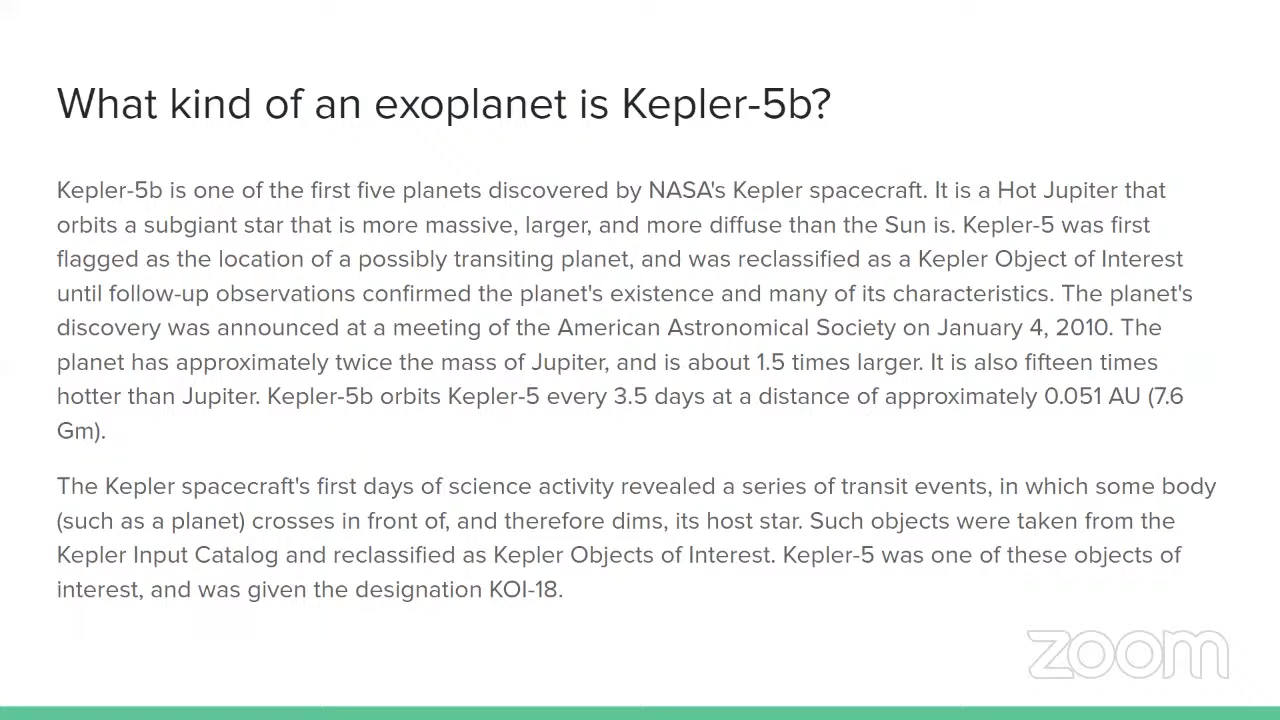 What kind of an exoplanet is Kepler-5b?
Kepler-5b is one of the first five planets discovered by NASA's Kepler spacecraft. It is a Hot Jupiter that
orbits a subgiant star that is more massive, larger, and more diffuse than the Sun is. Kepler-5 was first
flagged as the location of a possibly transiting planet, and was reclassified as a Kepler Object of Interest
until follow-up observations confirmed the planet's existence and many of its characteristics. The planet's
discovery was announced at a meeting of the American Astronomical Society on January 4, 2010. The
planet has approximately twice the mass of Jupiter, and is about 1.5 times larger. It is also fifteen times
hotter than Jupiter. Kepler-5b orbits Kepler-5 every 3.5 days at a distance of approximately 0.051 AU (7.6
Gm).
The Kepler spacecraft's first days of science activity revealed a series of transit events, in which some body
(such as a planet) crosses in front of, and therefore dims, its host star. Such objects were taken from the
Kepler Input Catalog and reclassified as Kepler Objects of Interest. Kepler-5 was one of these objects of
interest, and was given the designation KOI-18.
zoom